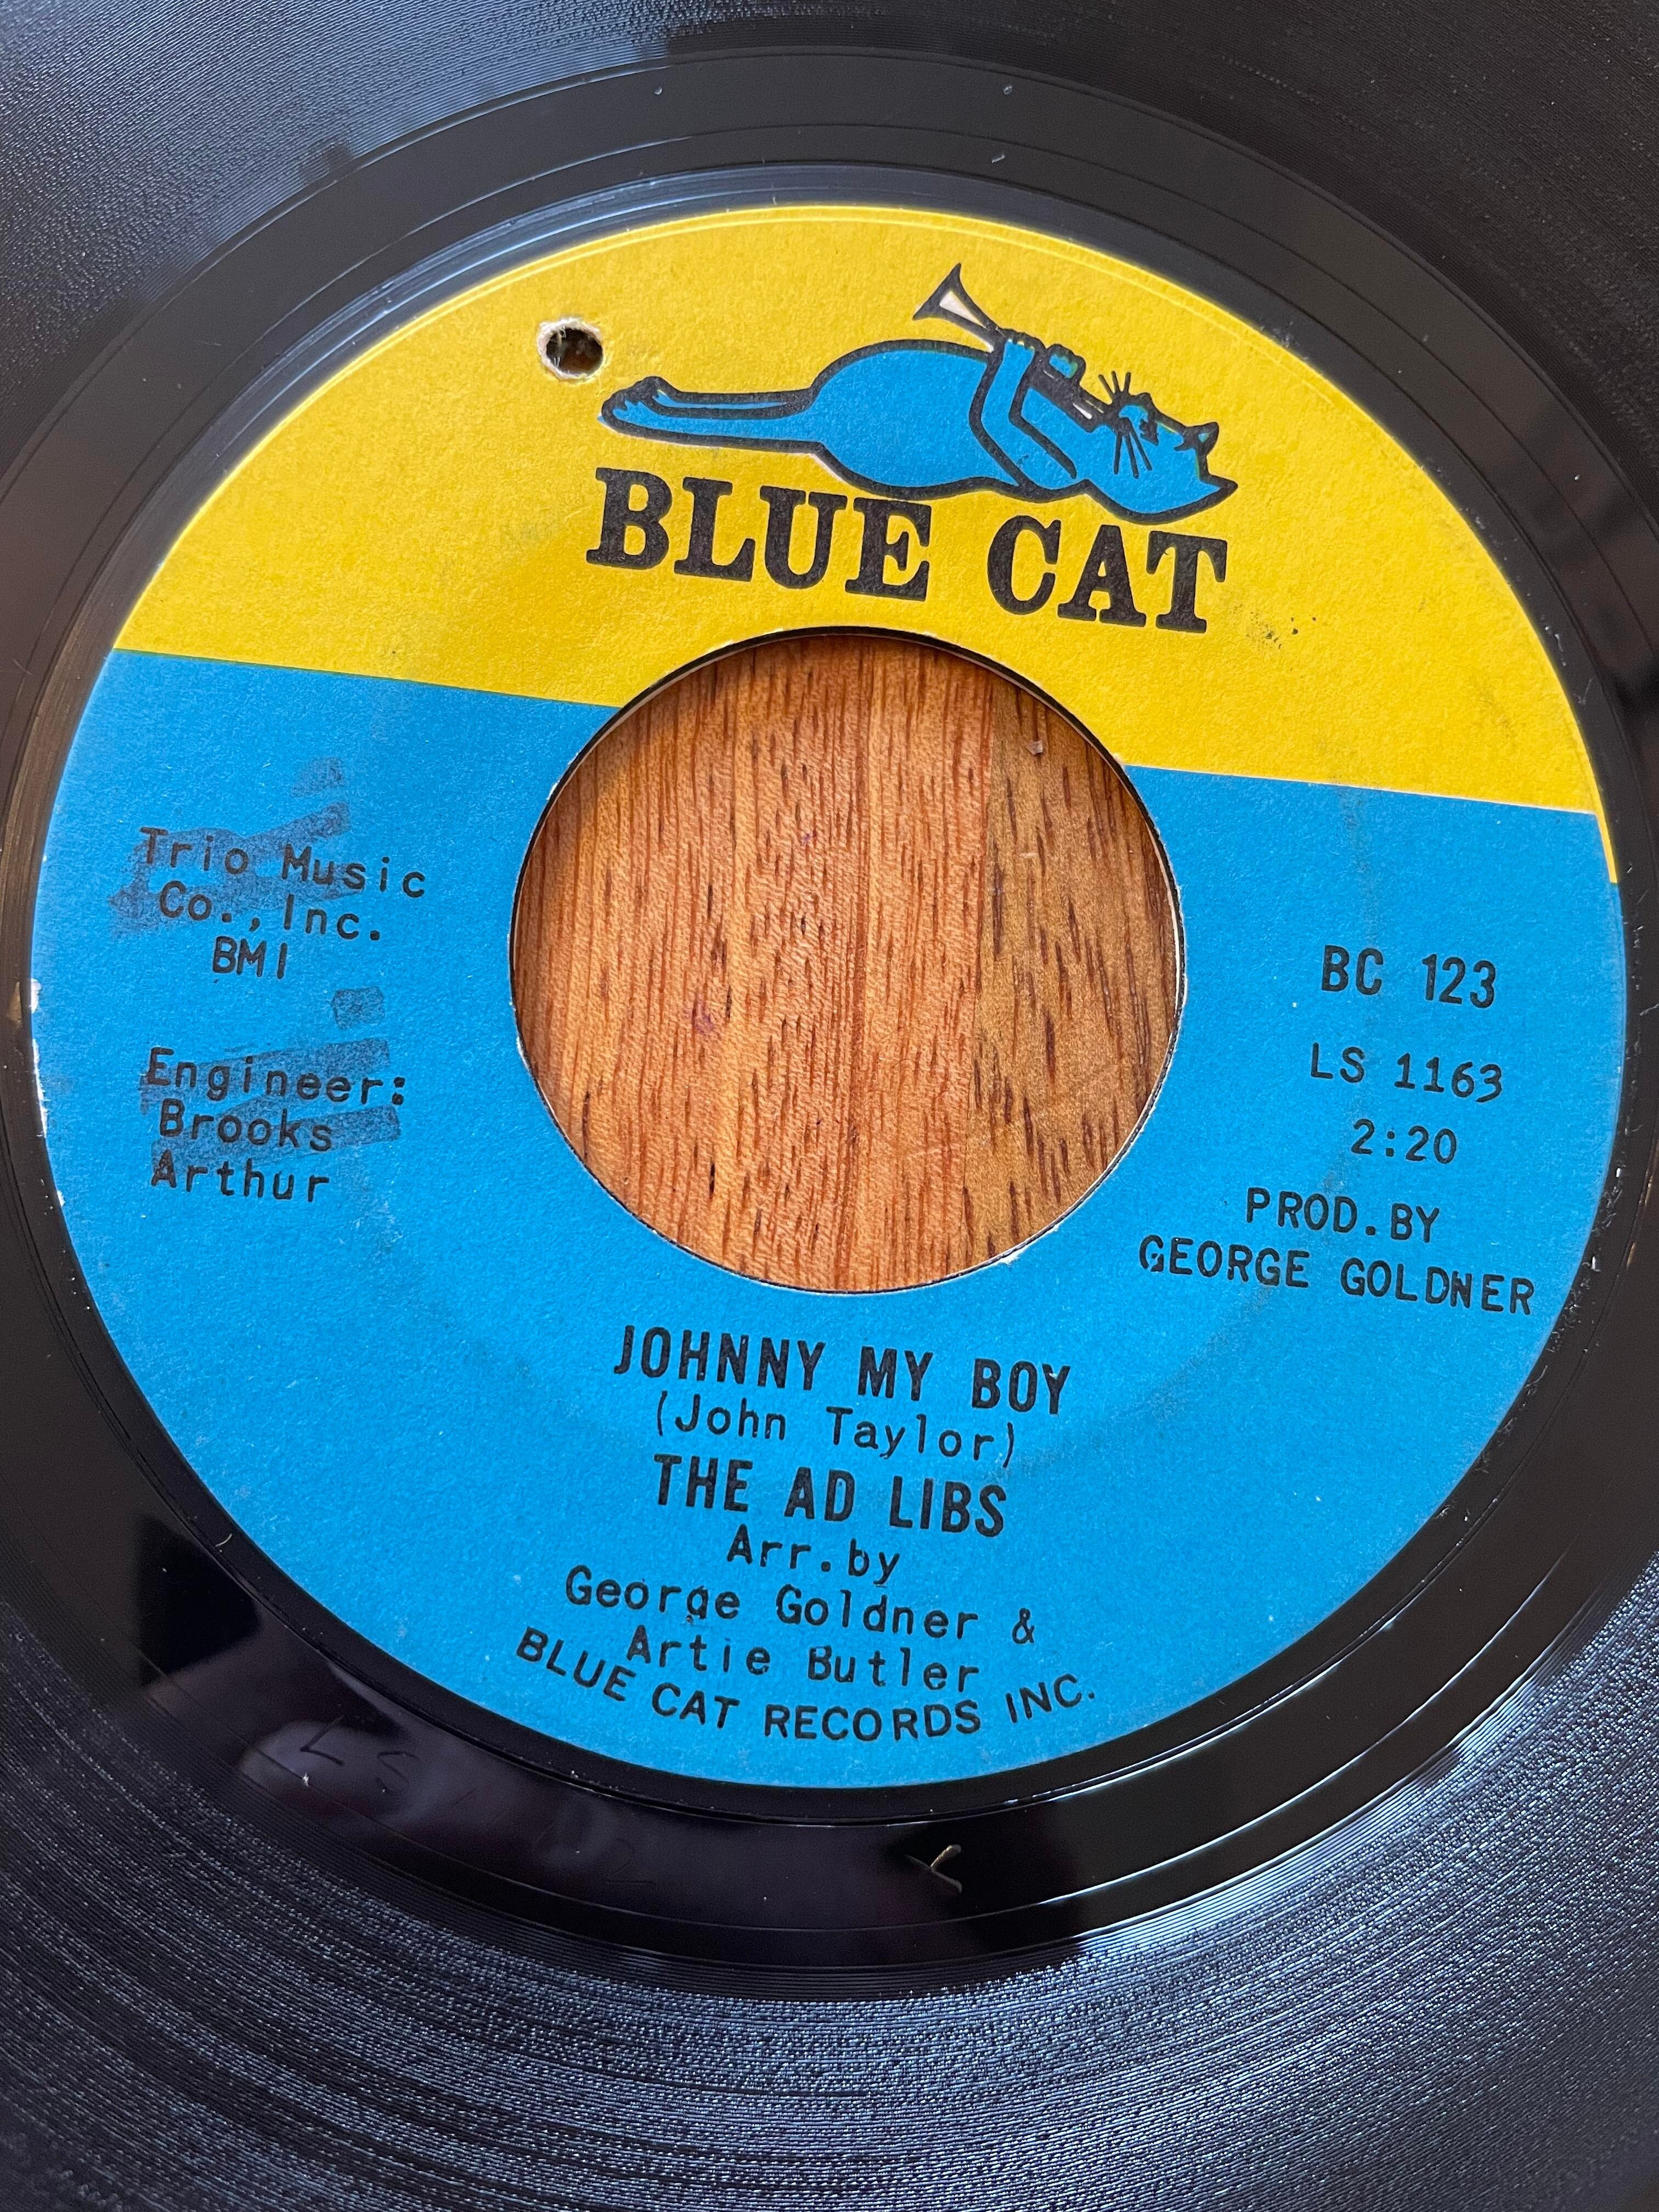 BLUE CAT
Trio Music
Co., Inc.
BMI
Engineer:
Brooks
Arthur
BC 123
LS 1163
2:20
PROD. BY
GEORGE GOLDNER
JOHNNY MY BOY
(John Taylor)
THE AD LIBS
Arr. by
George Goldner &
Artie Butler
BLUE CAT RECORDS INC.
LS